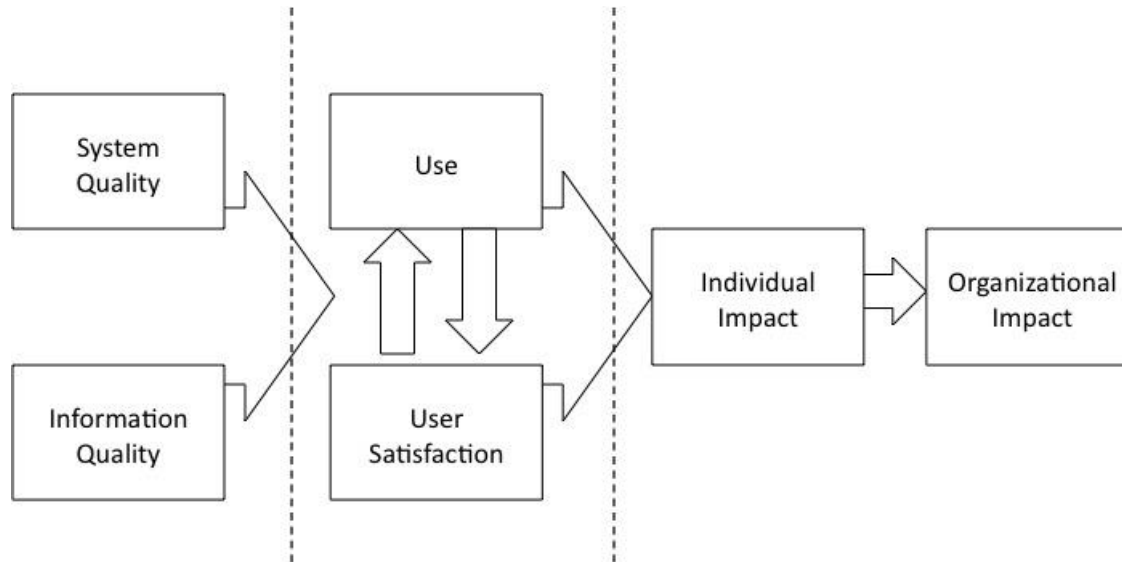 System
Quality
Information
Quality
Use
User
Satisfaction
Individual
Impact
Organizational
Impact